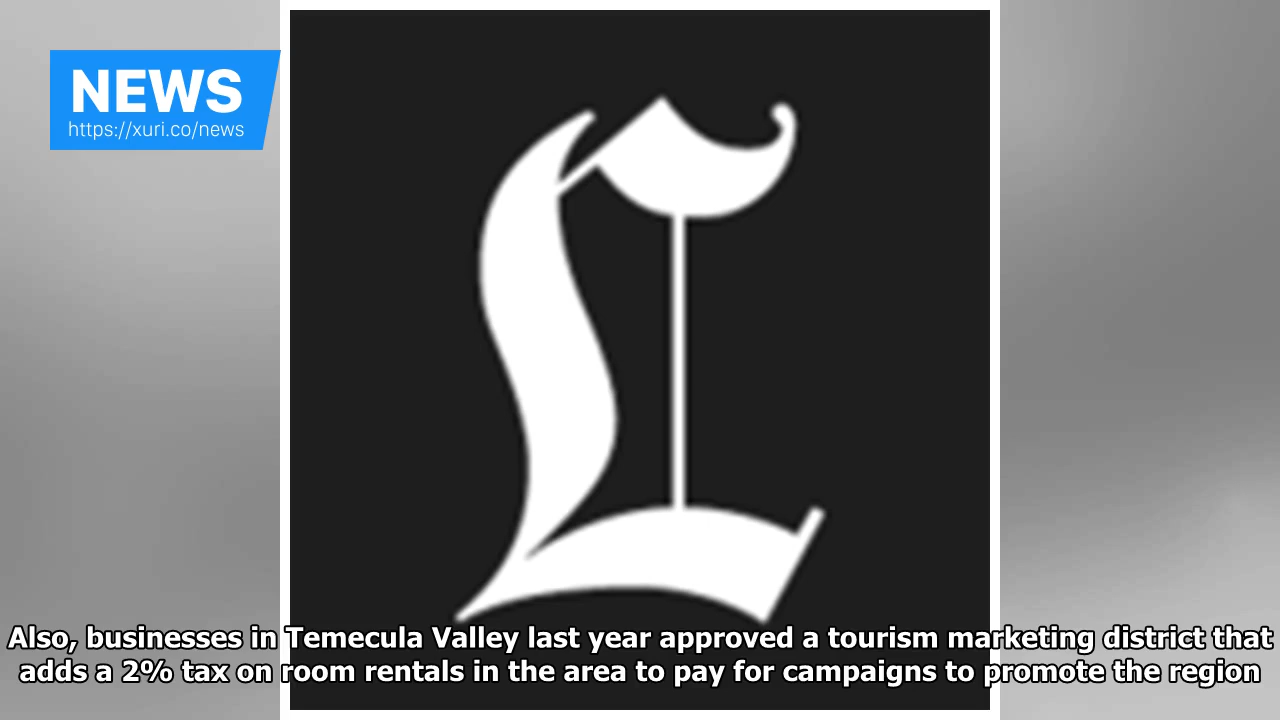 NEWS
https://xuri.co/news
L
Also, businesses in Temecula Valley last year approved a tourism marketing district that
adds a 2% tax on room rentals in the area to pay for campaigns to promote the region